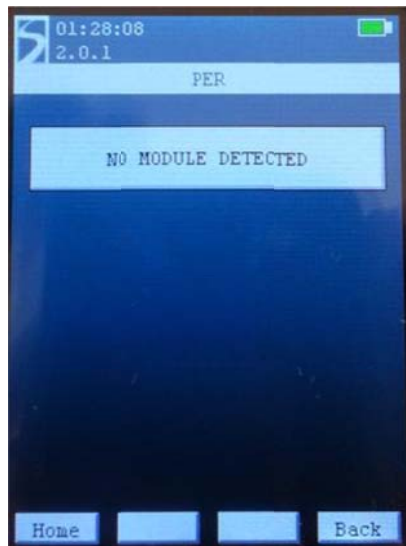 01:28:08
2.0.1
PER
NO MODULE DETECTED
Home
Back